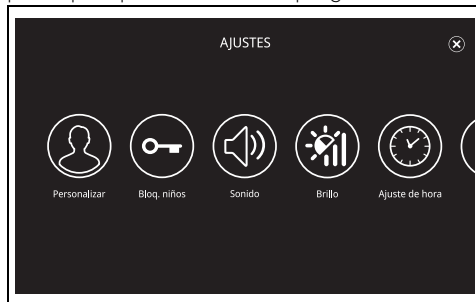 AJUSTES
Personalizar
Bloq. niños
Sonido
Brillo
Ajuste de hora